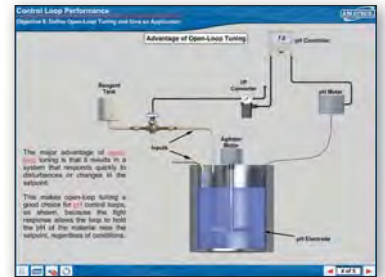 Control Loop Performance
Objective 8: Define Open-Loop Tuning and Give an Application
AMATROL
Advantage of Open-Loop Tuning
7.0
pH Controller
I/P
Converter
Reagent
Tank
pH Meter
Inputs
Agitator
Motor
The major advantage of open-
loop tuning is that it results in a
system that responds quickly to
disturbances or changes in the
setpoint.
This makes open-loop tuning a
good choice for pH control loops,
as shown, because the tight
response allows the loop to hold
the pH of the material near the
setpoint, regardless of conditions.
pH Electrode
4 of 5